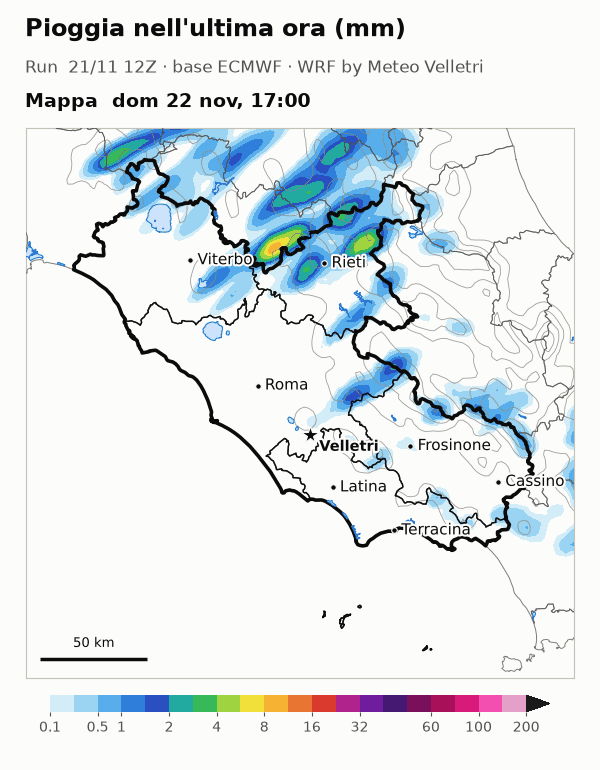 Pioggia nell'ultima ora (mm)
Run  21/11 12Z · base ECMWF · WRF by Meteo Velletri
Mappa  dom 22 nov, 17:00
Viterbo
Rieti
Roma
Velletri
Frosinone
Latina
Cassino
Terracina
50 km
0.1 0.5 1 2 4 8 16 32 60 100 200